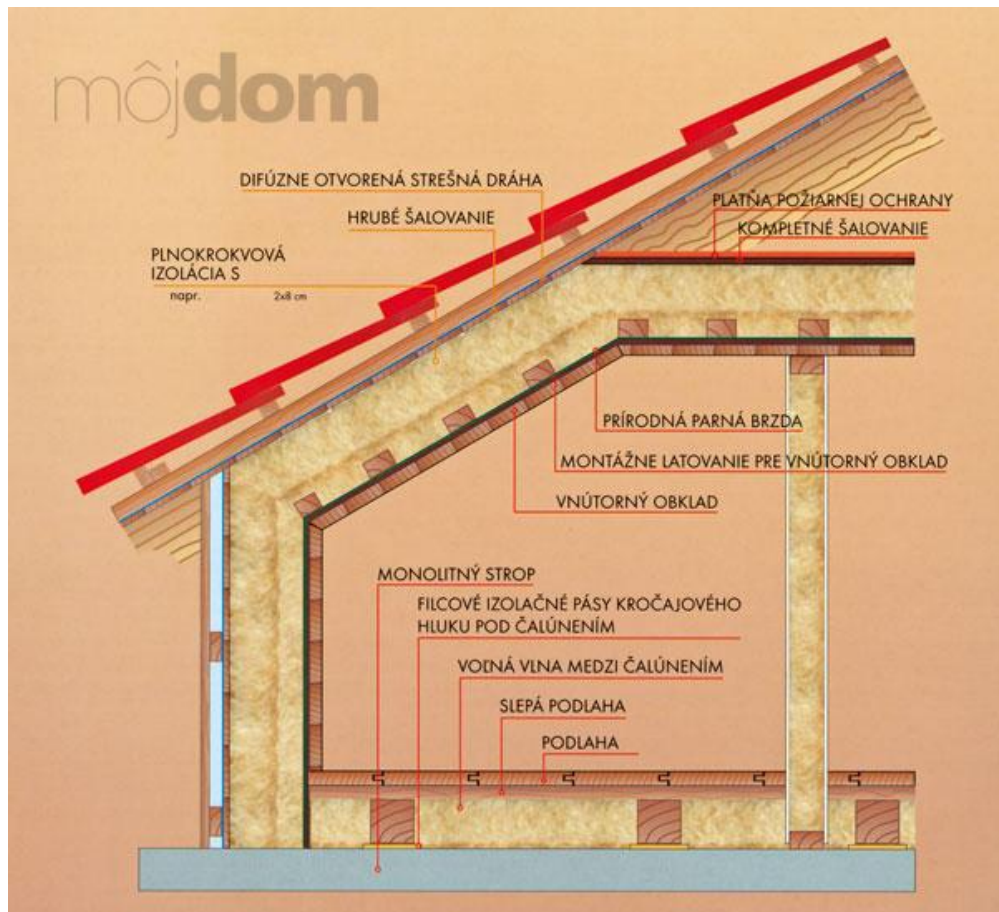 môjdom
DIFÚZNE OTVORENÁ STREŠNÁ DRÁHA
HRUBÉ ŠALOVANIE
PLNOKROKVOVÁ
IZOLÁCIA S
napr. 2x8 cm
PLATŇA POŽIARNEJ OCHRANY
KOMPLETNÉ ŠALOVANIE
PRÍRODNÁ PARNÁ BRZDA
MONTÁŽNE LATOVANIE PRE VNÚTORNÝ OBKLAD
VNÚTORNÝ OBKLAD
MONOLITNÝ STROP
FILCOVÉ IZOLAČNÉ PÁSY KROČAJOVÉHO
HLUKU POD ČALÚNENÍM
VOĽNÁ VLNA MEDZI ČALÚNENÍM
SLEPÁ PODLAHA
PODLAHA